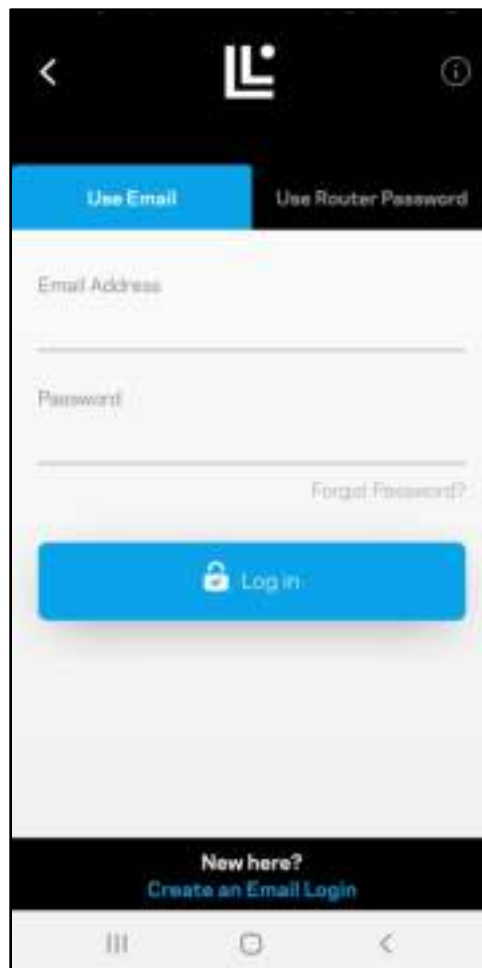 Use Email
Use Router Password
Email Address
Password
Forgot Password?
Log in
New here?
Create an Email Login